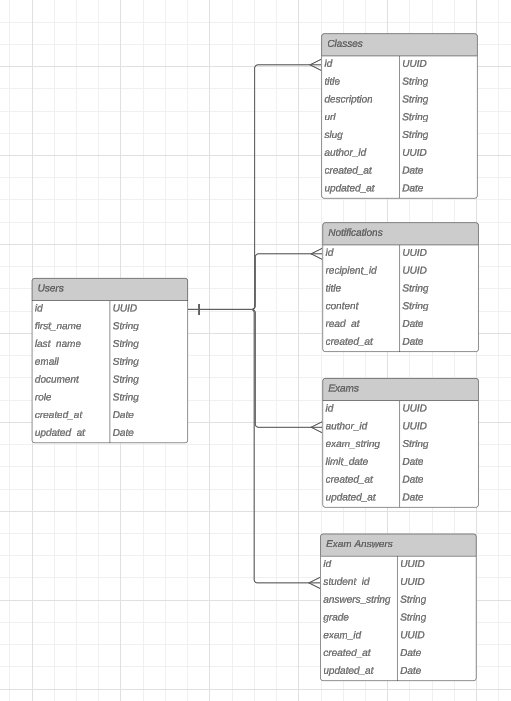 Classes
id UUID
title String
description String
url String
slug String
author_id UUID
created_at Date
updated_at Date
Notifications
id UUID
recipient_id UUID
title String
content String
read_at Date
created_at Date
Users
id UUID
first_name String
last_name String
email String
document String
role String
created_at Date
updated_at Date
Exams
id UUID
author_id UUID
exam_string String
limit_date Date
created_at Date
updated_at Date
Exam Answers
id UUID
student_id UUID
answers_string String
grade String
exam_id UUID
created_at Date
updated_at Date